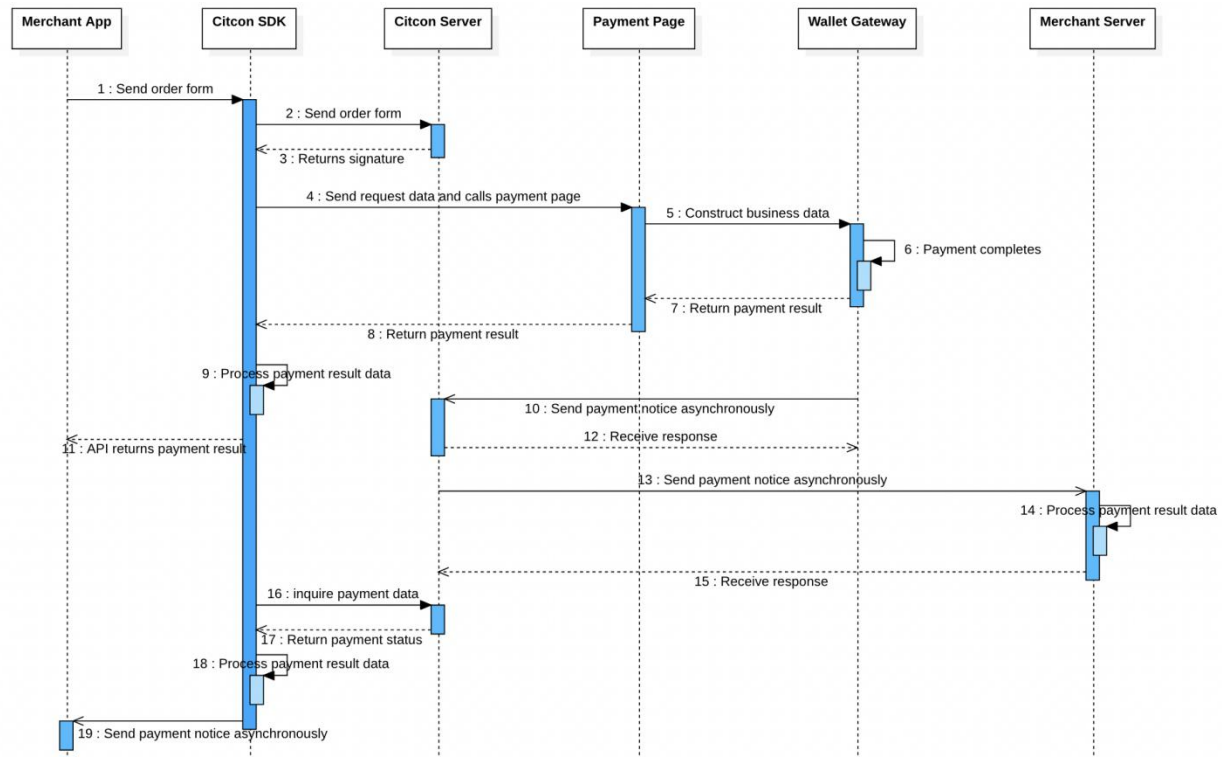 Merchant App
Citcon SDK
Citcon Server
Payment Page
Wallet Gateway
Merchant Server
1 : Send order form
2 : Send order form
3 : Returns signature
4 : Send request data and calls payment page
5 : Construct business data
6 : Payment completes
7 : Return payment result
8 : Return payment result
9 : Process payment result data
10 : Send payment notice asynchronously
12 : Receive response
11 : API returns payment result
13 : Send payment notice asynchronously
14 : Process payment result data
15 : Receive response
16 : inquire payment data
17 : Return payment status
18 : Process payment result data
19 : Send payment notice asynchronously